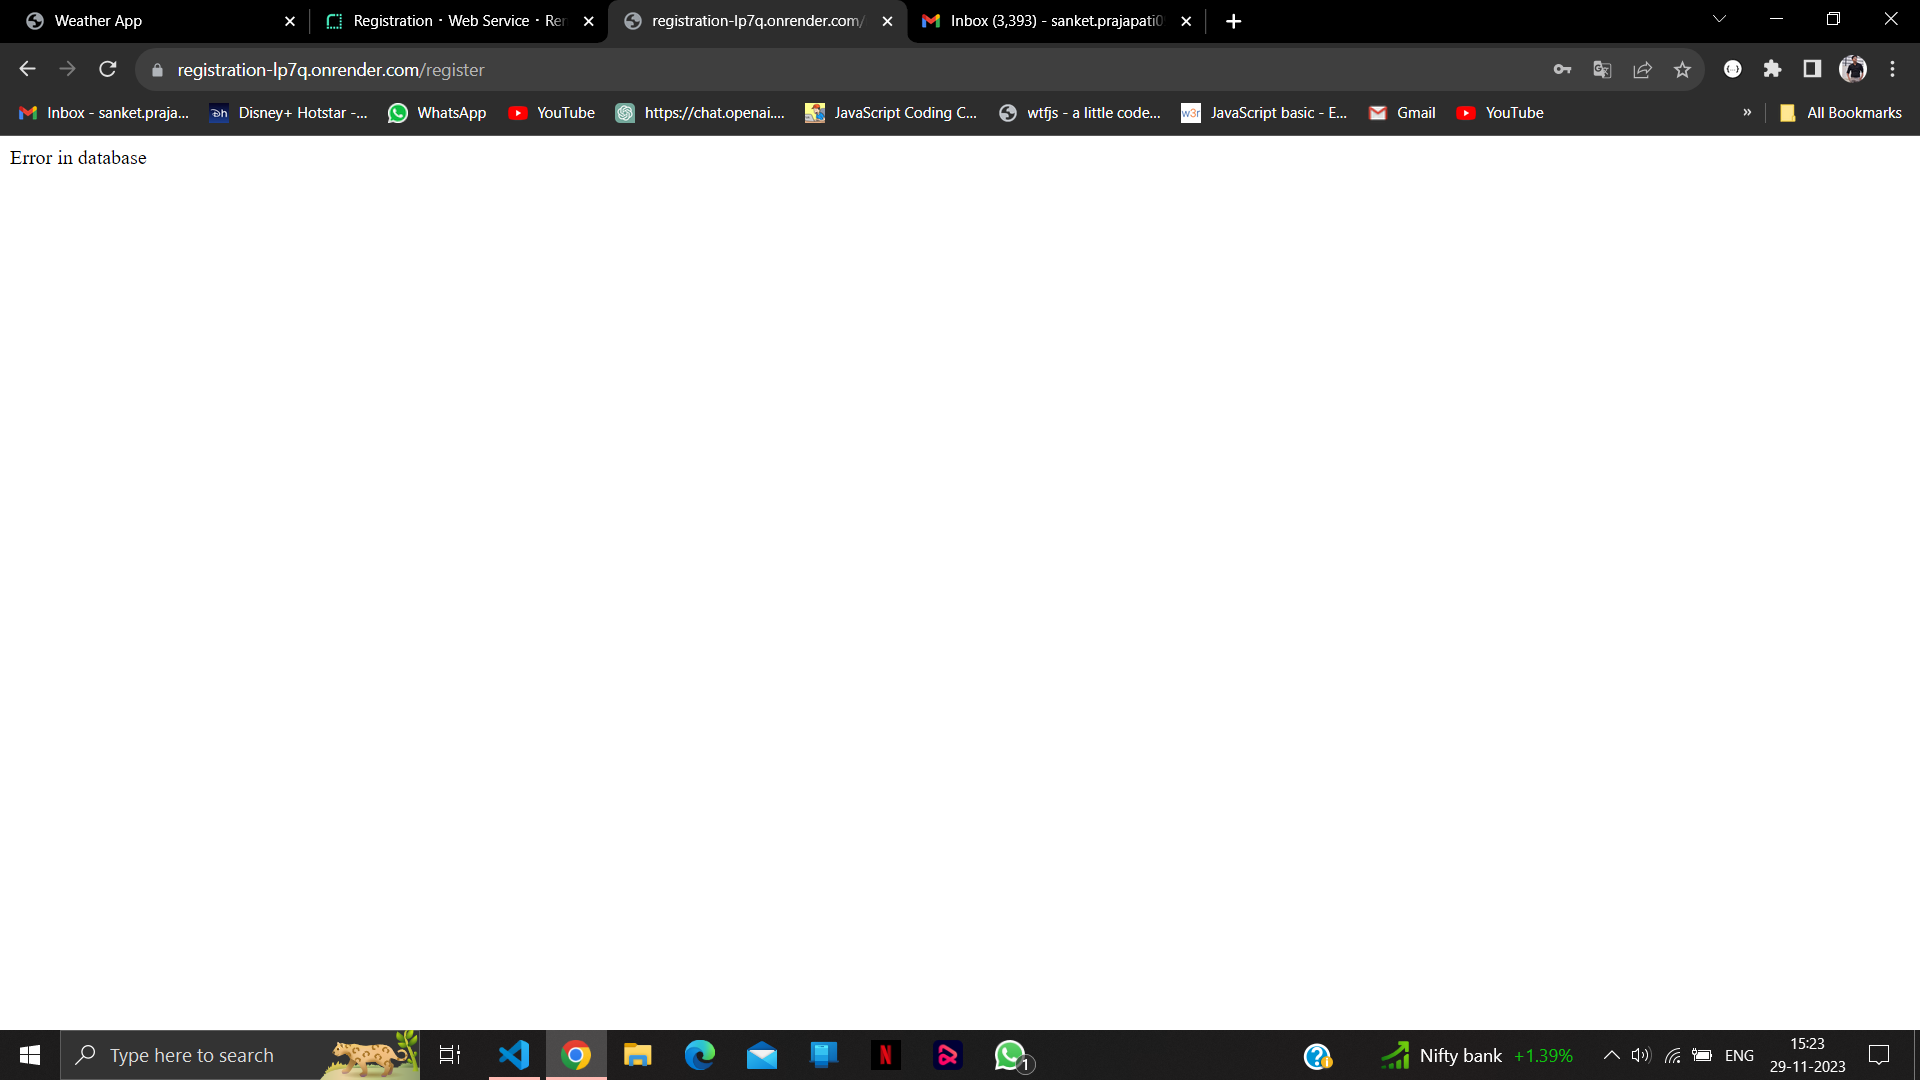 Weather App
Registration · Web Service · Ren
registration-lp7q.onrender.com/
Inbox (3,393) - sanket.prajapati0
registration-lp7q.onrender.com/register
Inbox - sanket.praja...
Disney+ Hotstar -...
WhatsApp
YouTube
https://chat.openai....
JavaScript Coding C...
wtfjs - a little code...
w3r
JavaScript basic - E...
Gmail
YouTube
»
All Bookmarks
Error in database
Type here to search
1
Nifty bank +1.39%
ENG
15:23
29-11-2023